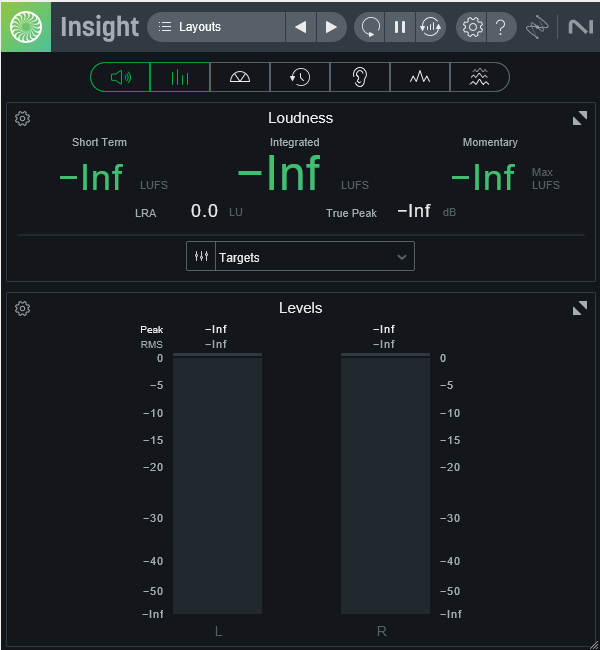 Insight Layouts ?
Loudness
Short Term Integrated Momentary
-Inf LUFS -Inf LUFS -Inf Max LUFS
LRA 0.0 LU True Peak -Inf dB
Targets
Levels
Peak -Inf -Inf
RMS -Inf -Inf
0 0
-5 -5
-10 -10
-15 -15
-20 -20
-30 -30
-40 -40
-50 -50
-Inf -Inf
L R